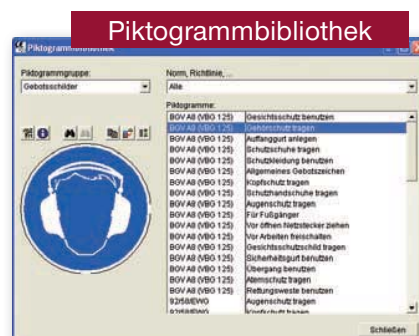 Piktogrammbibliothek
Piktogrammbibliothek
Piktogrammgruppe:
Norm, Richtlinie, ...
Gebotsschilder
Alle
Piktogramme:
BGV A8 (VBG 125) Gesichtsschutz benutzen
BGV A8 (VBG 125) Gehörschutz tragen
BGV A8 (VBG 125) Auffanggurt anlegen
BGV A8 (VBG 125) Schutzschuhe tragen
BGV A8 (VBG 125) Schutzkleidung benutzen
BGV A8 (VBG 125) Allgemeines Gebotszeichen
BGV A8 (VBG 125) Kopfschutz tragen
BGV A8 (VBG 125) Schutzhandschuhe tragen
BGV A8 (VBG 125) Augenschutz tragen
BGV A8 (VBG 125) Für Fußgänger
BGV A8 (VBG 125) Vor öffnen Netzstecker ziehen
BGV A8 (VBG 125) Vor Arbeiten freischalten
BGV A8 (VBG 125) Gesichtsschutzschild tragen
BGV A8 (VBG 125) Sicherheitsgurt benutzen
BGV A8 (VBG 125) Übergang benutzen
BGV A8 (VBG 125) Atemschutz tragen
BGV A8 (VBG 125) Rettungsweste benutzen
92/58/EWG Augenschutz tragen
92/58/EWG Kopfschutz tragen
Schließen